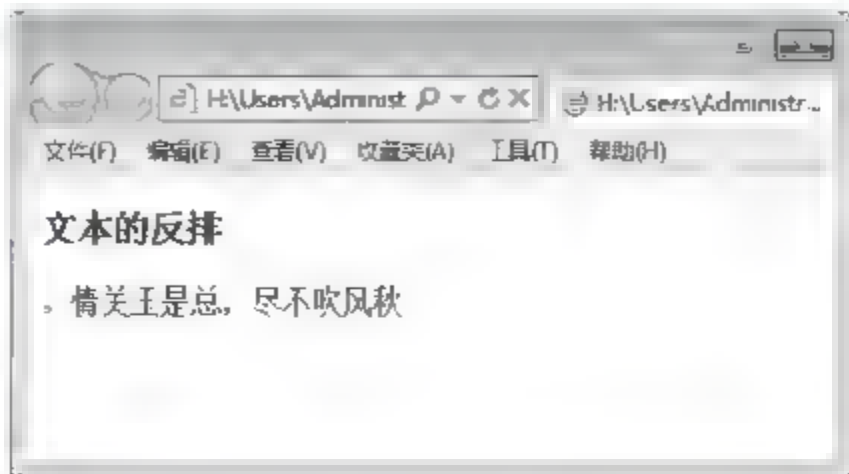 H:\Users\Administ
H:\Users\Administr...
文件(F) 编辑(E) 查看(V) 收藏夹(A) 工具(T) 帮助(H)
文本的反排
。情关玉是总，尽不吹风秋